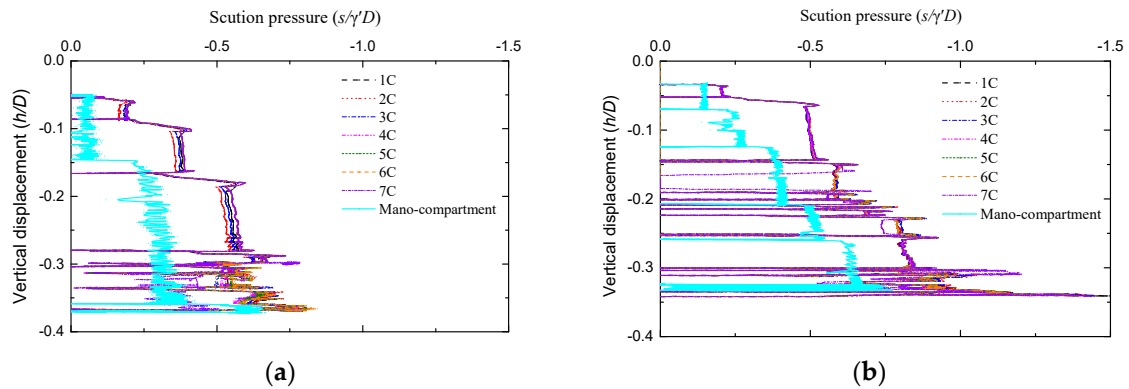 Scution pressure (s/γ'D)
0.0 -0.5 -1.0 -1.5
0.0
-0.1
-0.2
-0.3
-0.4
Vertical displacement (h/D)
1C
2C
3C
4C
5C
6C
7C
Mano-compartment
(a)
Scution pressure (s/γ'D)
0.0 -0.5 -1.0 -1.5
0.0
-0.1
-0.2
-0.3
-0.4
Vertical displacement (h/D)
1C
2C
3C
4C
5C
6C
7C
Mano-compartment
(b)